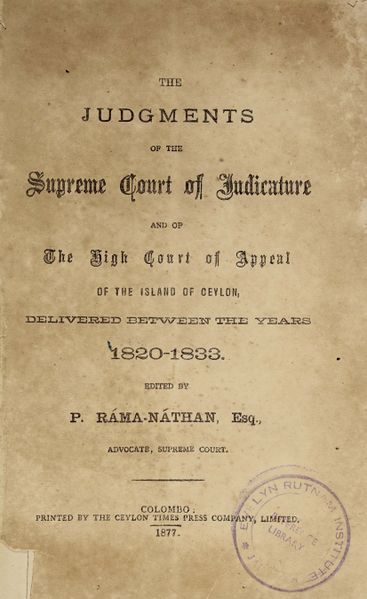 THE
JUDGMENTS
OF THE
Supreme Court of Judicature
AND OF
The High Court of Appeal
OF THE ISLAND OF CEYLON,
DELIVERED BETWEEN THE YEARS
1820-1833.
EDITED BY
P. RÁMA-NÁTHAN, Esq.,
ADVOCATE, SUPREME COURT.
COLOMBO:
PRINTED BY THE CEYLON TIMES PRESS COMPANY, LIMITED.
1877.
EVELYN RUTNAM INSTITUTE
LIBRARY